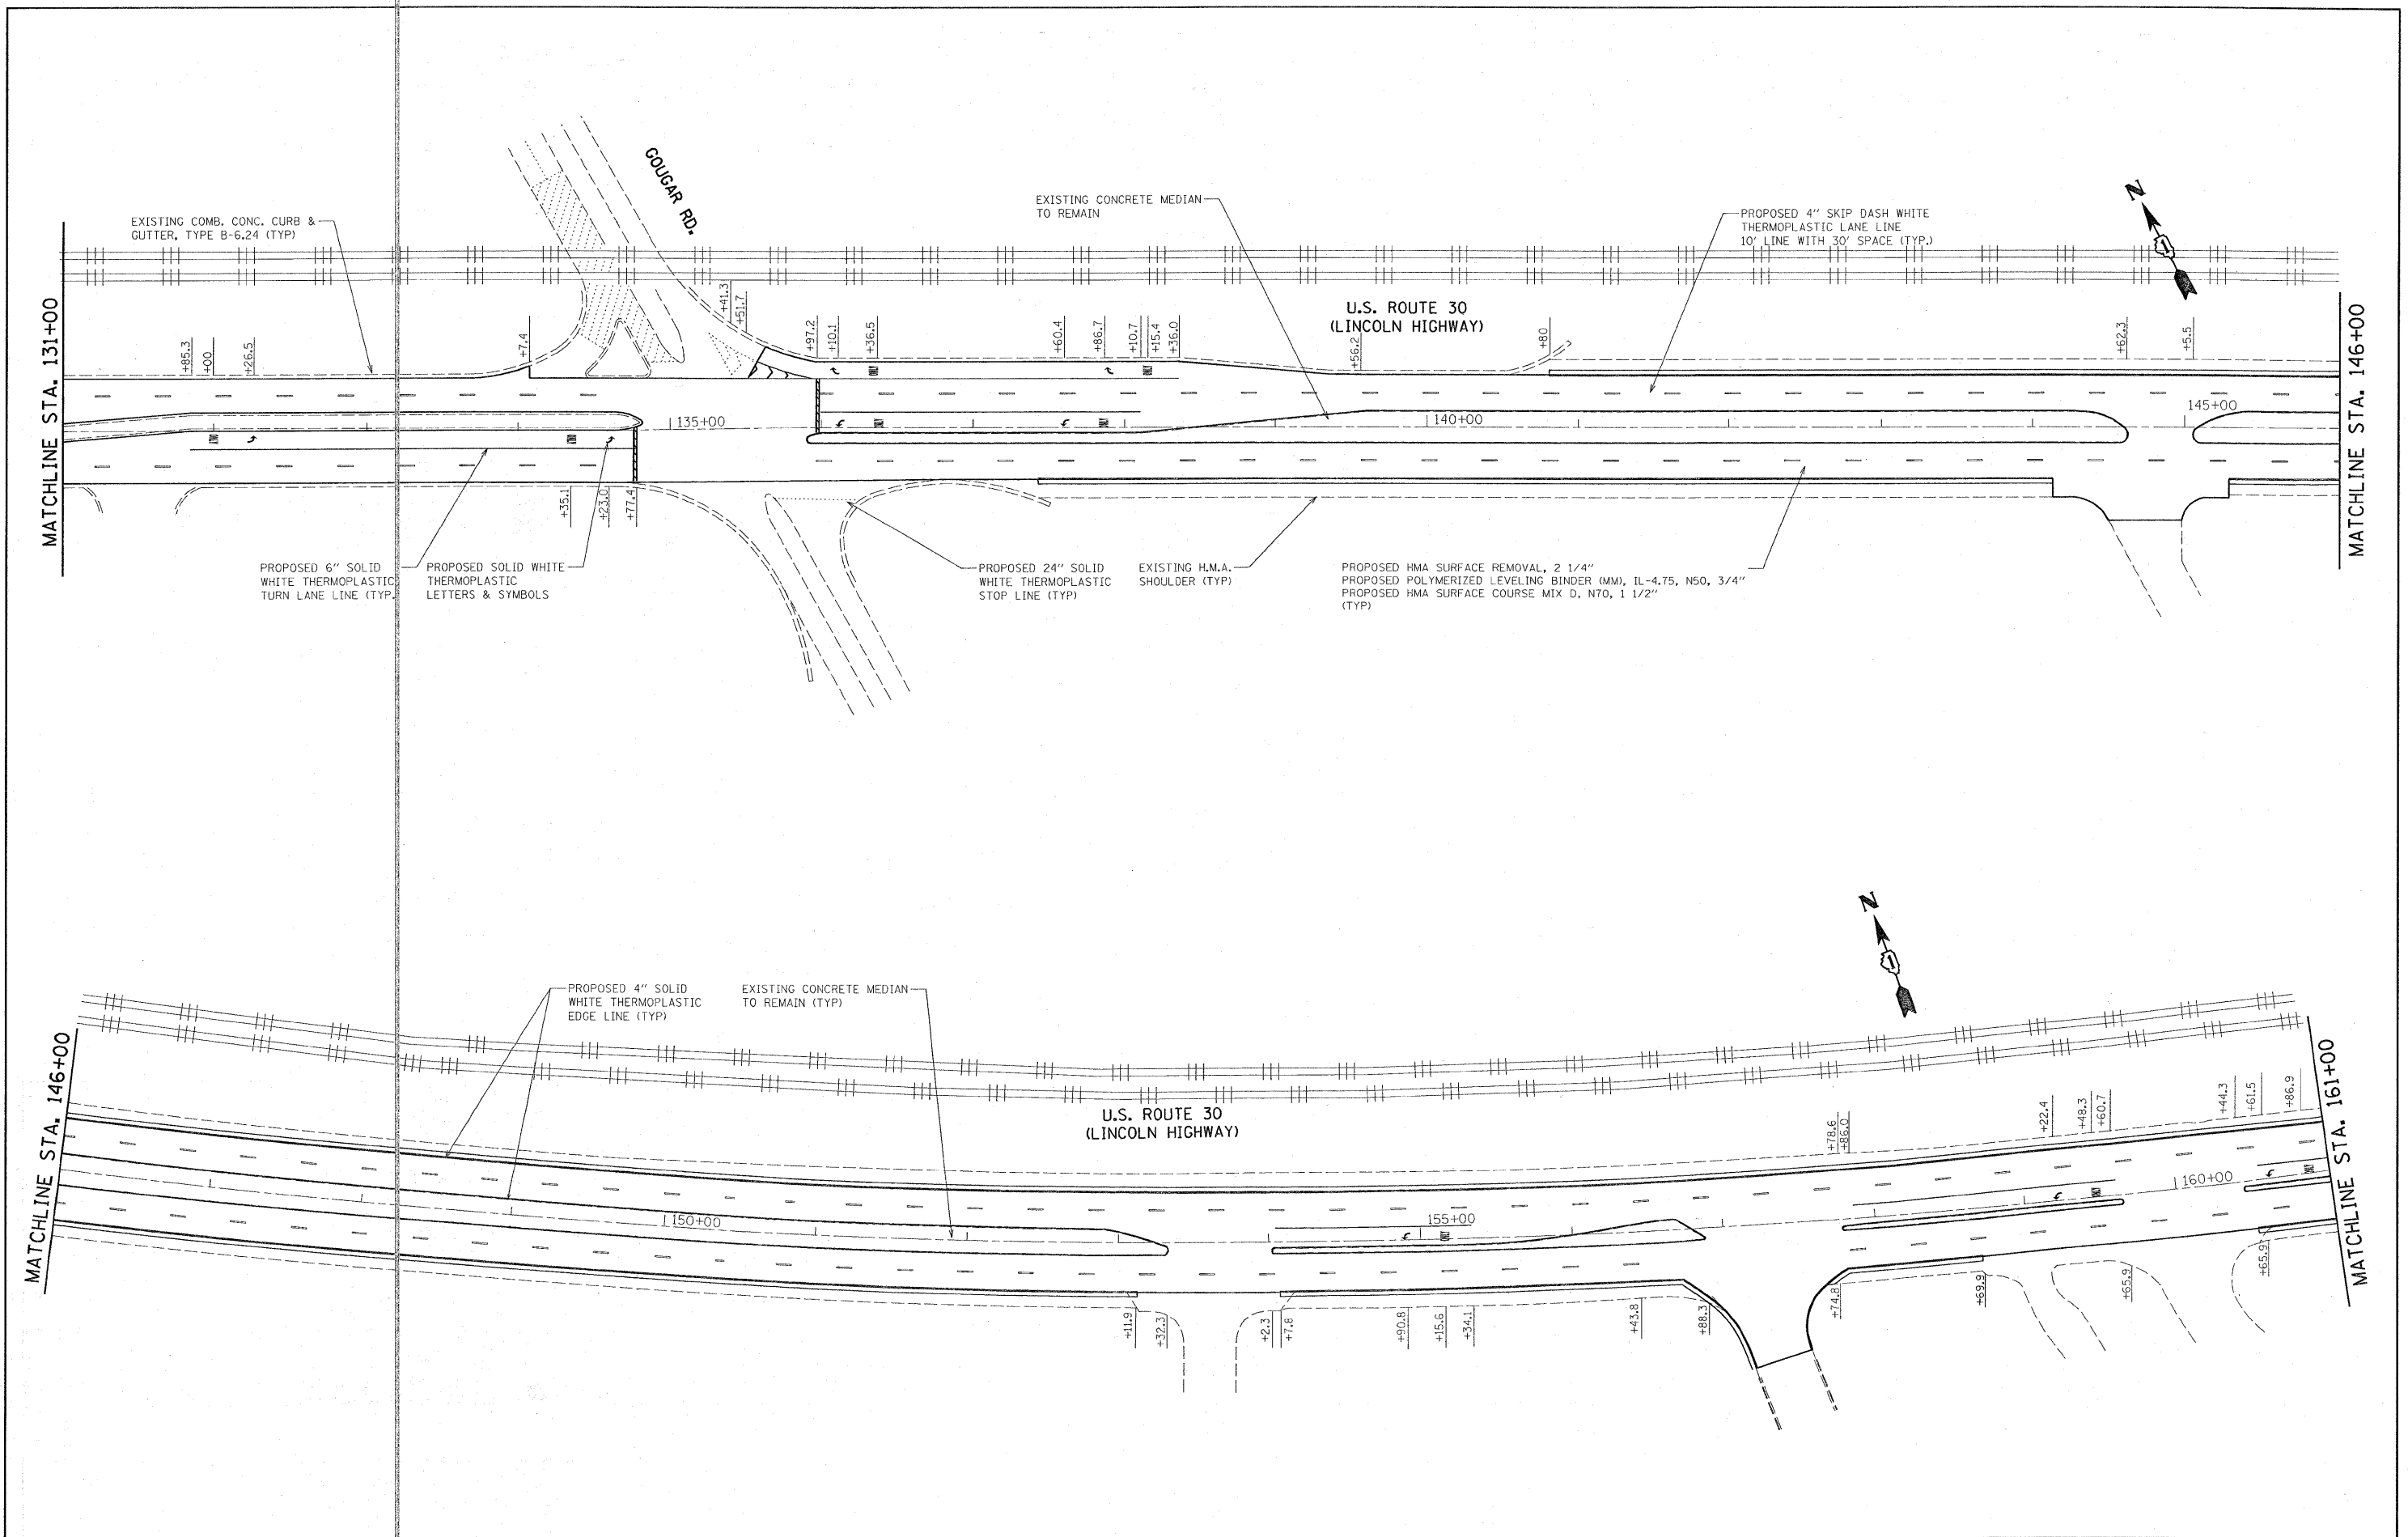 GOUGAR RD.
EXISTING COMB. CONC. CURB &
GUTTER, TYPE B-6.24 (TYP)
EXISTING CONCRETE MEDIAN
TO REMAIN
PROPOSED 4" SKIP DASH WHITE
THERMOPLASTIC LANE LINE
10' LINE WITH 30' SPACE (TYP.)
N
U.S. ROUTE 30
(LINCOLN HIGHWAY)
MATCHLINE STA. 131+00
MATCHLINE STA. 146+00
+85.3
+00
+26.5
+7.4
+41.3
+51.7
+97.2
+10.1
+36.5
+60.4
+86.7
+10.7
+15.4
+36.0
+56.2
+80
+62.3
+5.5
135+00
140+00
145+00
+35.1
+23.0
+77.4
PROPOSED 6" SOLID
WHITE THERMOPLASTIC
TURN LANE LINE (TYP.
PROPOSED SOLID WHITE
THERMOPLASTIC
LETTERS & SYMBOLS
PROPOSED 24" SOLID
WHITE THERMOPLASTIC
STOP LINE (TYP)
EXISTING H.M.A.
SHOULDER (TYP)
PROPOSED HMA SURFACE REMOVAL, 2 1/4"
PROPOSED POLYMERIZED LEVELING BINDER (MM), IL-4.75, N50, 3/4"
PROPOSED HMA SURFACE COURSE MIX D, N70, 1 1/2"
(TYP)
N
PROPOSED 4" SOLID
WHITE THERMOPLASTIC
EDGE LINE (TYP)
EXISTING CONCRETE MEDIAN
TO REMAIN (TYP)
U.S. ROUTE 30
(LINCOLN HIGHWAY)
MATCHLINE STA. 146+00
MATCHLINE STA. 161+00
+78.6
+86.0
+22.4
+48.3
+60.7
+44.3
+61.5
+86.9
150+00
155+00
160+00
+11.9
+32.3
+2.3
+7.8
+90.8
+15.6
+34.1
+43.8
+88.3
+74.8
+69.9
+65.9
+65.9